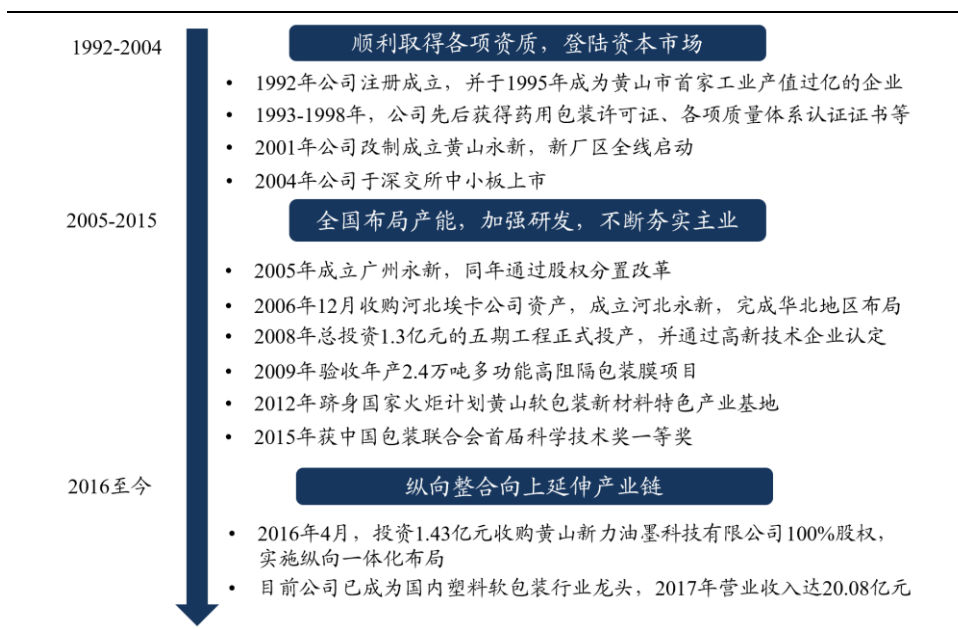 1992-2004
顺利取得各项资质，登陆资本市场
• 1992年公司注册成立，并于1995年成为黄山市首家工业产值过亿的企业
• 1993-1998年，公司先后获得药用包装许可证、各项质量体系认证证书等
• 2001年公司改制成立黄山永新，新厂区全线启动
• 2004年公司于深交所中小板上市
2005-2015
全国布局产能，加强研发，不断夯实主业
• 2005年成立广州永新，同年通过股权分置改革
• 2006年12月收购河北埃卡公司资产，成立河北永新，完成华北地区布局
• 2008年总投资1.3亿元的五期工程正式投产，并通过高新技术企业认定
• 2009年验收年产2.4万吨多功能高阻隔包装膜项目
• 2012年跻身国家火炬计划黄山软包装新材料特色产业基地
• 2015年获中国包装联合会首届科学技术奖一等奖
2016至今
纵向整合向上延伸产业链
• 2016年4月，投资1.43亿元收购黄山新力油墨科技有限公司100%股权，
实施纵向一体化布局
• 目前公司已成为国内塑料软包装行业龙头，2017年营业收入达20.08亿元